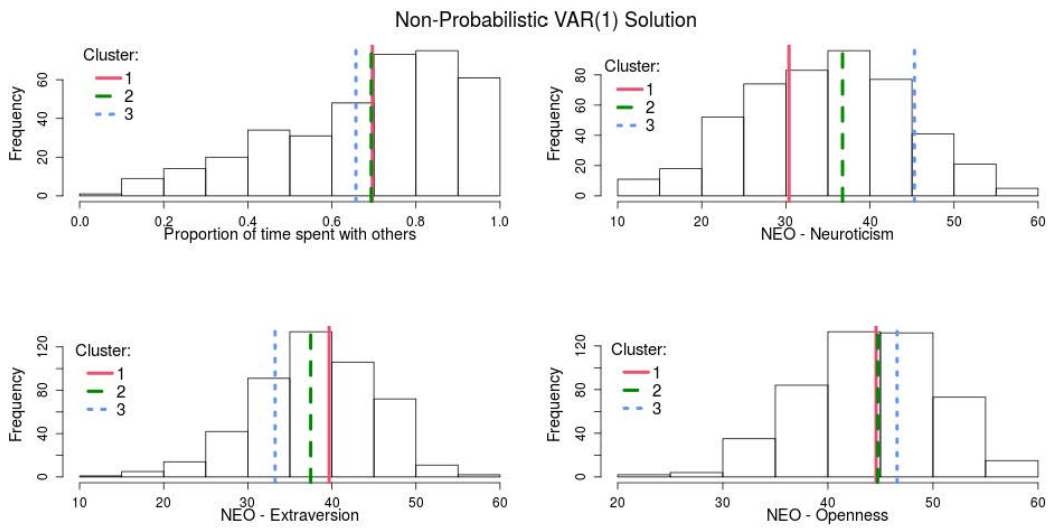 Non-Probabilistic VAR(1) Solution
Cluster:
1
2
3
Frequency
0
20
40
60
0.0 0.2 0.4 0.6 0.8 1.0
Proportion of time spent with others
Cluster:
1
2
3
Frequency
0
20
40
60
80
10 20 30 40 50 60
NEO - Neuroticism
Cluster:
1
2
3
Frequency
0
40
80
120
10 20 30 40 50 60
NEO - Extraversion
Cluster:
1
2
3
Frequency
0
40
80
120
20 30 40 50 60
NEO - Openness